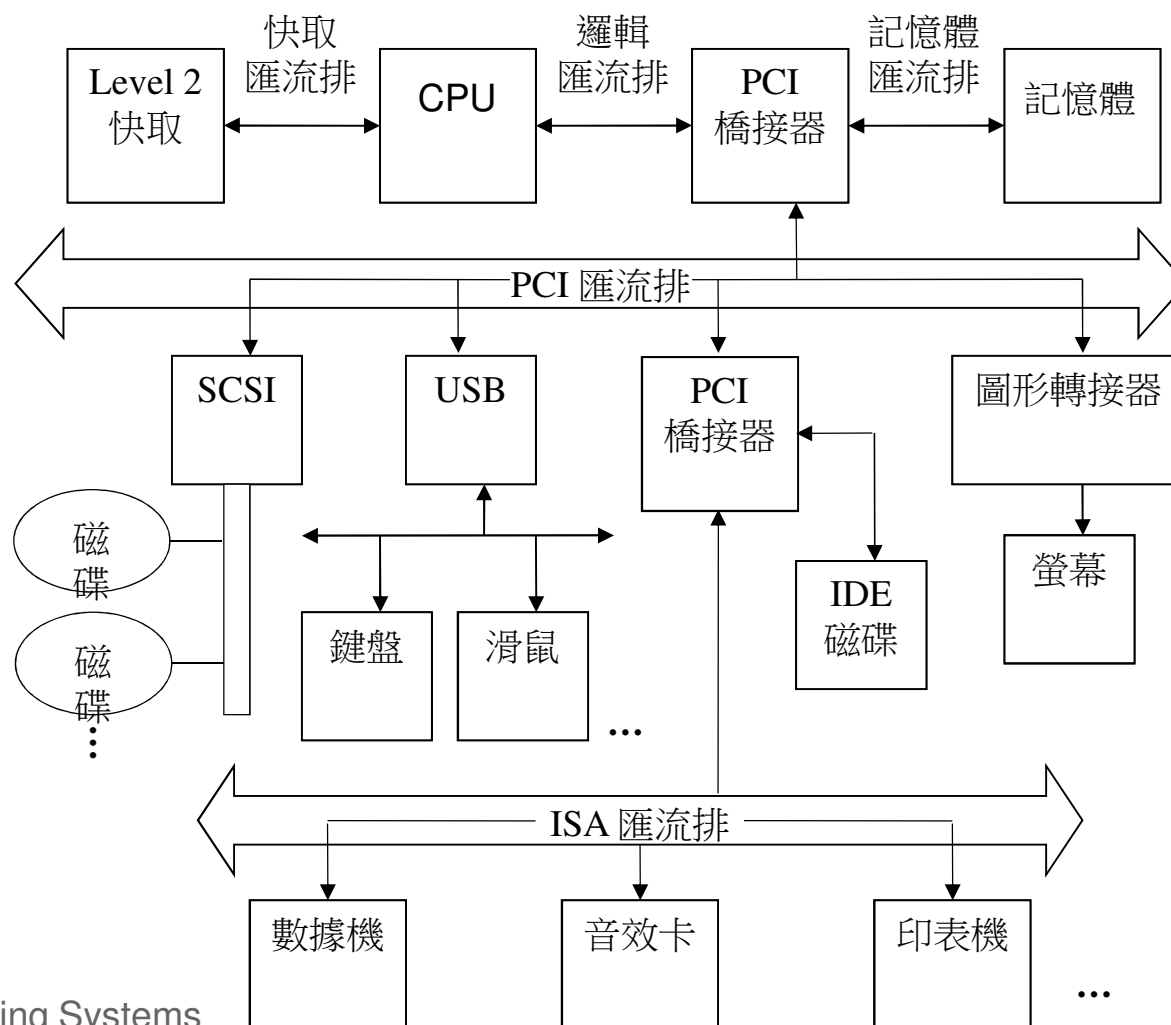 快取
匯流排
邏輯
匯流排
記憶體
匯流排
Level 2
快取
CPU
PCI
橋接器
記憶體
PCI 匯流排
SCSI
USB
PCI
橋接器
圖形轉接器
磁
碟
磁
碟
...
鍵盤
滑鼠
...
IDE
磁碟
螢幕
ISA 匯流排
數據機
音效卡
印表機
...
ing Systems